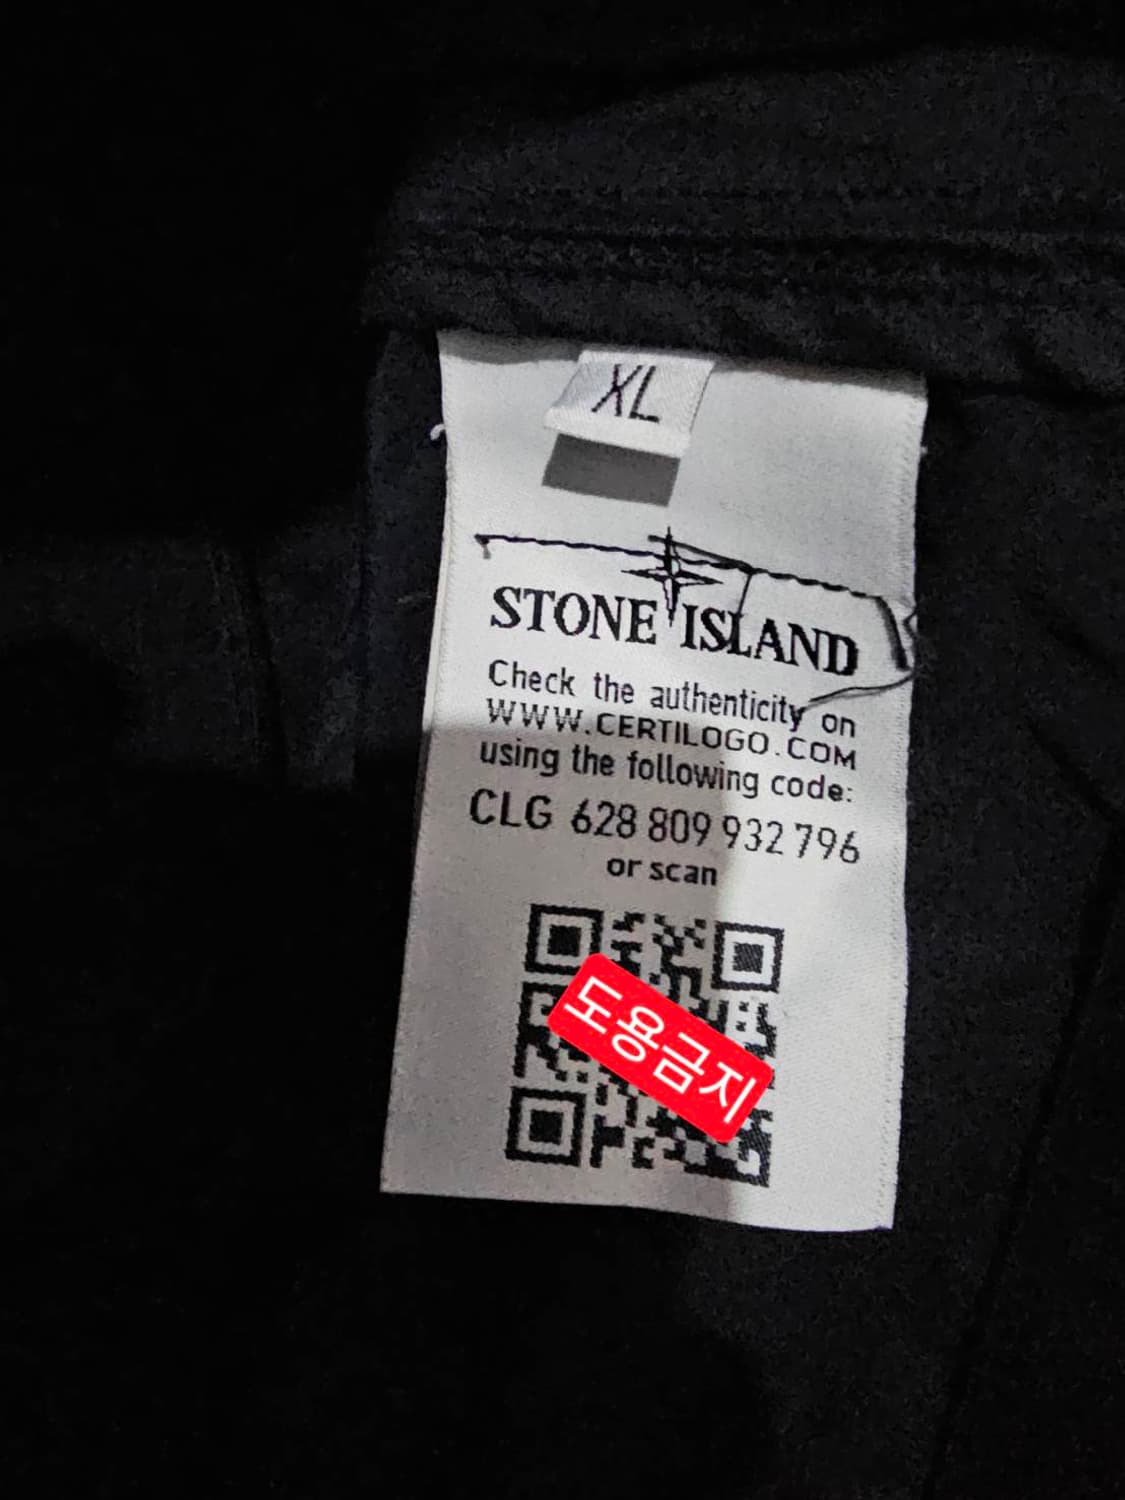 XL
STONE ISLAND
Check the authenticity on
WWW.CERTILOGO.COM
using the following code:
CLG 628 809 932 796
or scan
도용금지